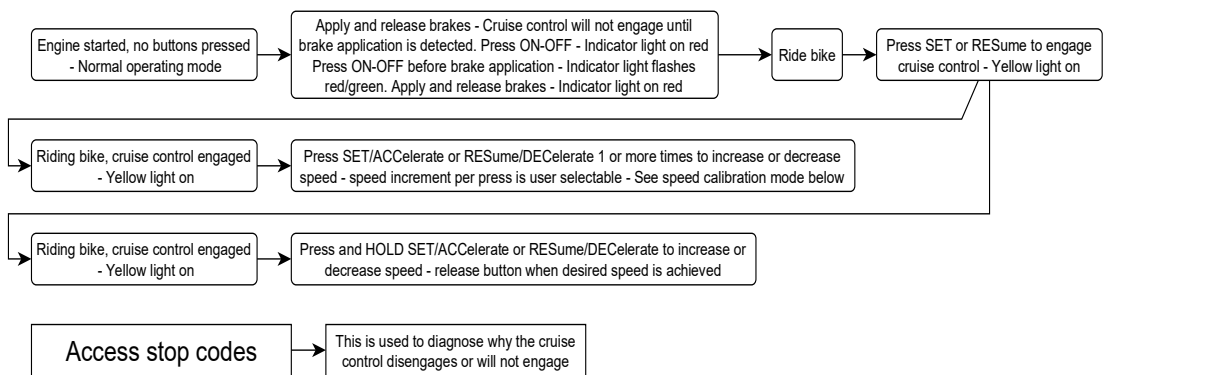 Engine started, no buttons pressed
- Normal operating mode
Apply and release brakes - Cruise control will not engage until
brake application is detected. Press ON-OFF - Indicator light on red
Press ON-OFF before brake application - Indicator light flashes
red/green. Apply and release brakes - Indicator light on red
Ride bike
Press SET or RESume to engage
cruise control - Yellow light on
Riding bike, cruise control engaged
- Yellow light on
Press SET/ACCelerate or RESume/DECelerate 1 or more times to increase or decrease
speed - speed increment per press is user selectable - See speed calibration mode below
Riding bike, cruise control engaged
- Yellow light on
Press and HOLD SET/ACCelerate or RESume/DECelerate to increase or
decrease speed - release button when desired speed is achieved
Access stop codes
This is used to diagnose why the cruise
control disengages or will not engage